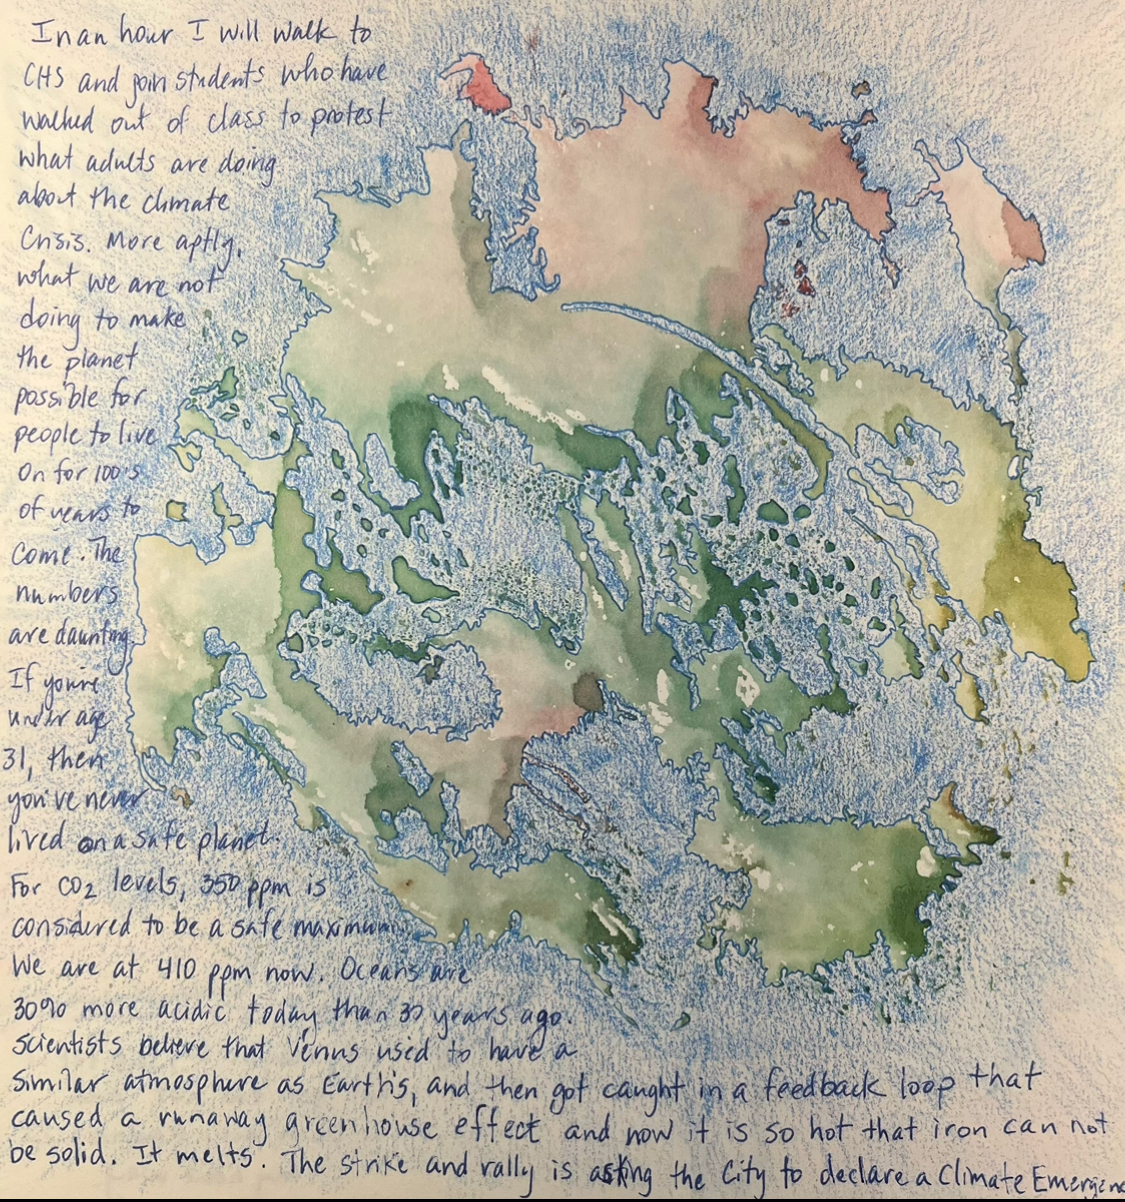 In an hour I will walk to
CHS and join students who have
walked out of class to protest
what adults are doing
about the climate
Crisis. More aptly,
what we are not
doing to make
the planet
possible for
people to live
on for 100's
of years to
come. The
numbers
are daunting.
If you're
under age
31, then
you've never
lived on a safe planet.
For CO2 levels, 350 ppm is
considered to be a safe maximum.
We are at 410 ppm now. Oceans are
30% more acidic today than 30 years ago.
Scientists believe that Venus used to have a
similar atmosphere as Earth's, and then got caught in a feedback loop that
caused a runaway greenhouse effect and now it is so hot that iron can not
be solid. It melts. The strike and rally is asking the City to declare a Climate Emergenc